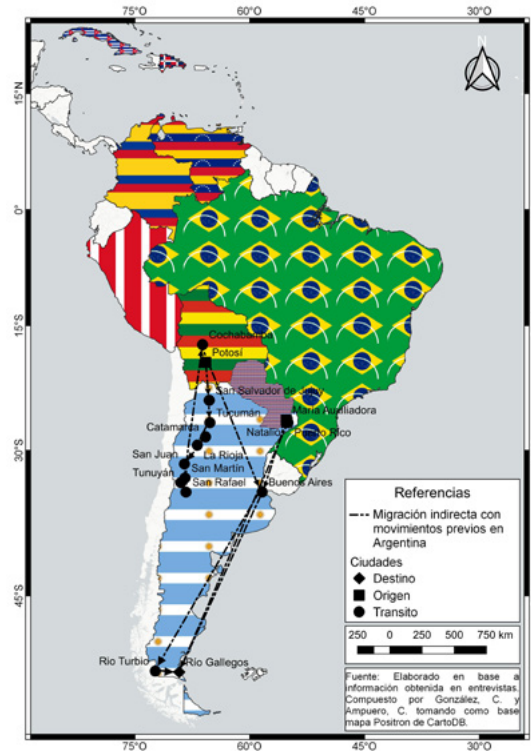 75°O 60°O 45°O 30°O
N
15°N
0°
15°S
30°S
45°S
Cochabamba
Potosí
San Salvador de Jujuy
Tucumán
María Auxiliadora
Catamarca
Natalio
Puerto Rico
San Juan
La Rioja
Tunuyán
San Martín
San Rafael
Buenos Aires
Rio Turbio
Río Gallegos
Referencias
Migración indirecta con
movimientos previos en
Argentina
Ciudades
Destino
Origen
Transito
250 0 250 500 750 km
Fuente: Elaborado en base a
información obtenida en entrevistas.
Compuesto por González, C. y
Ampuero, C. tomando como base
mapa Positron de CartoDB.
75°O 60°O 45°O 30°O